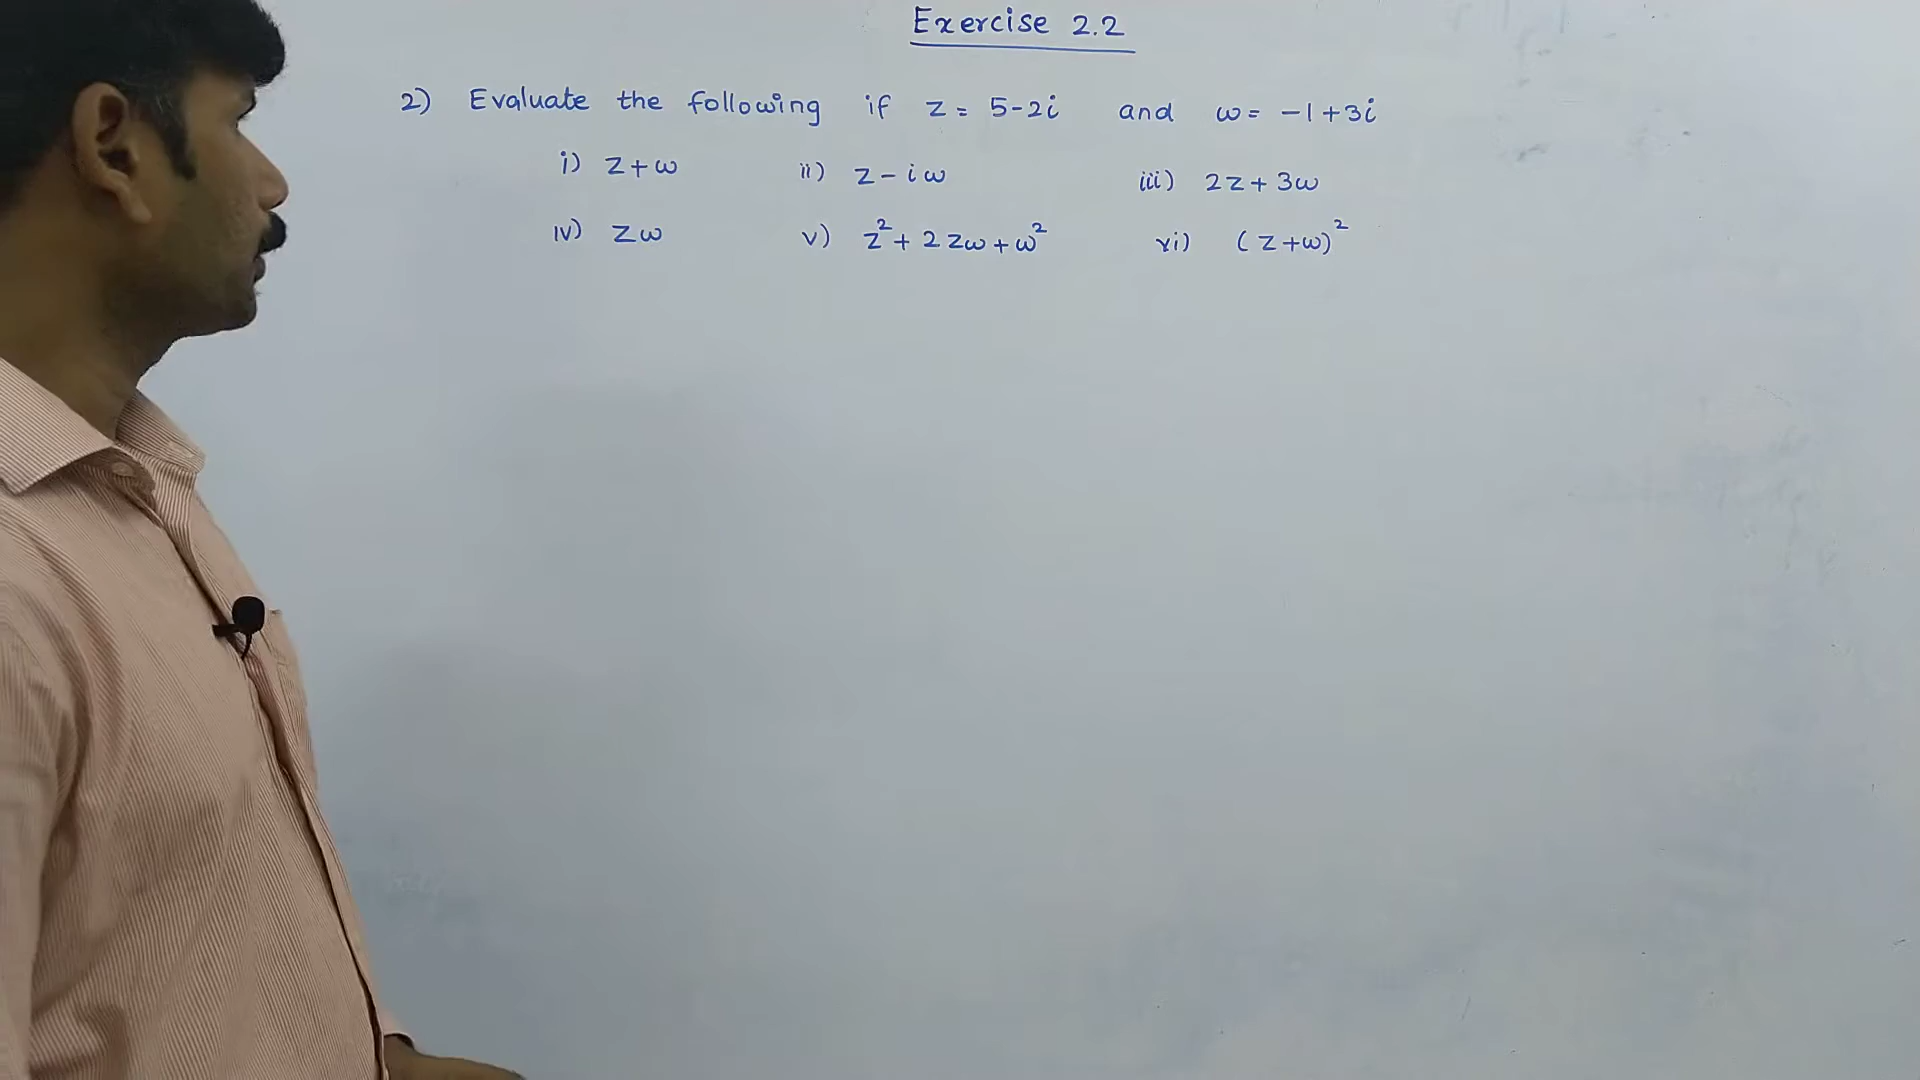 Exercise 2.2
2) Evaluate the following if z = 5-2i and ω = -1+3i
i) z+ω ii) z-iω iii) 2z+3ω
iv) zω v) z²+2zω+ω² vi) (z+ω)²